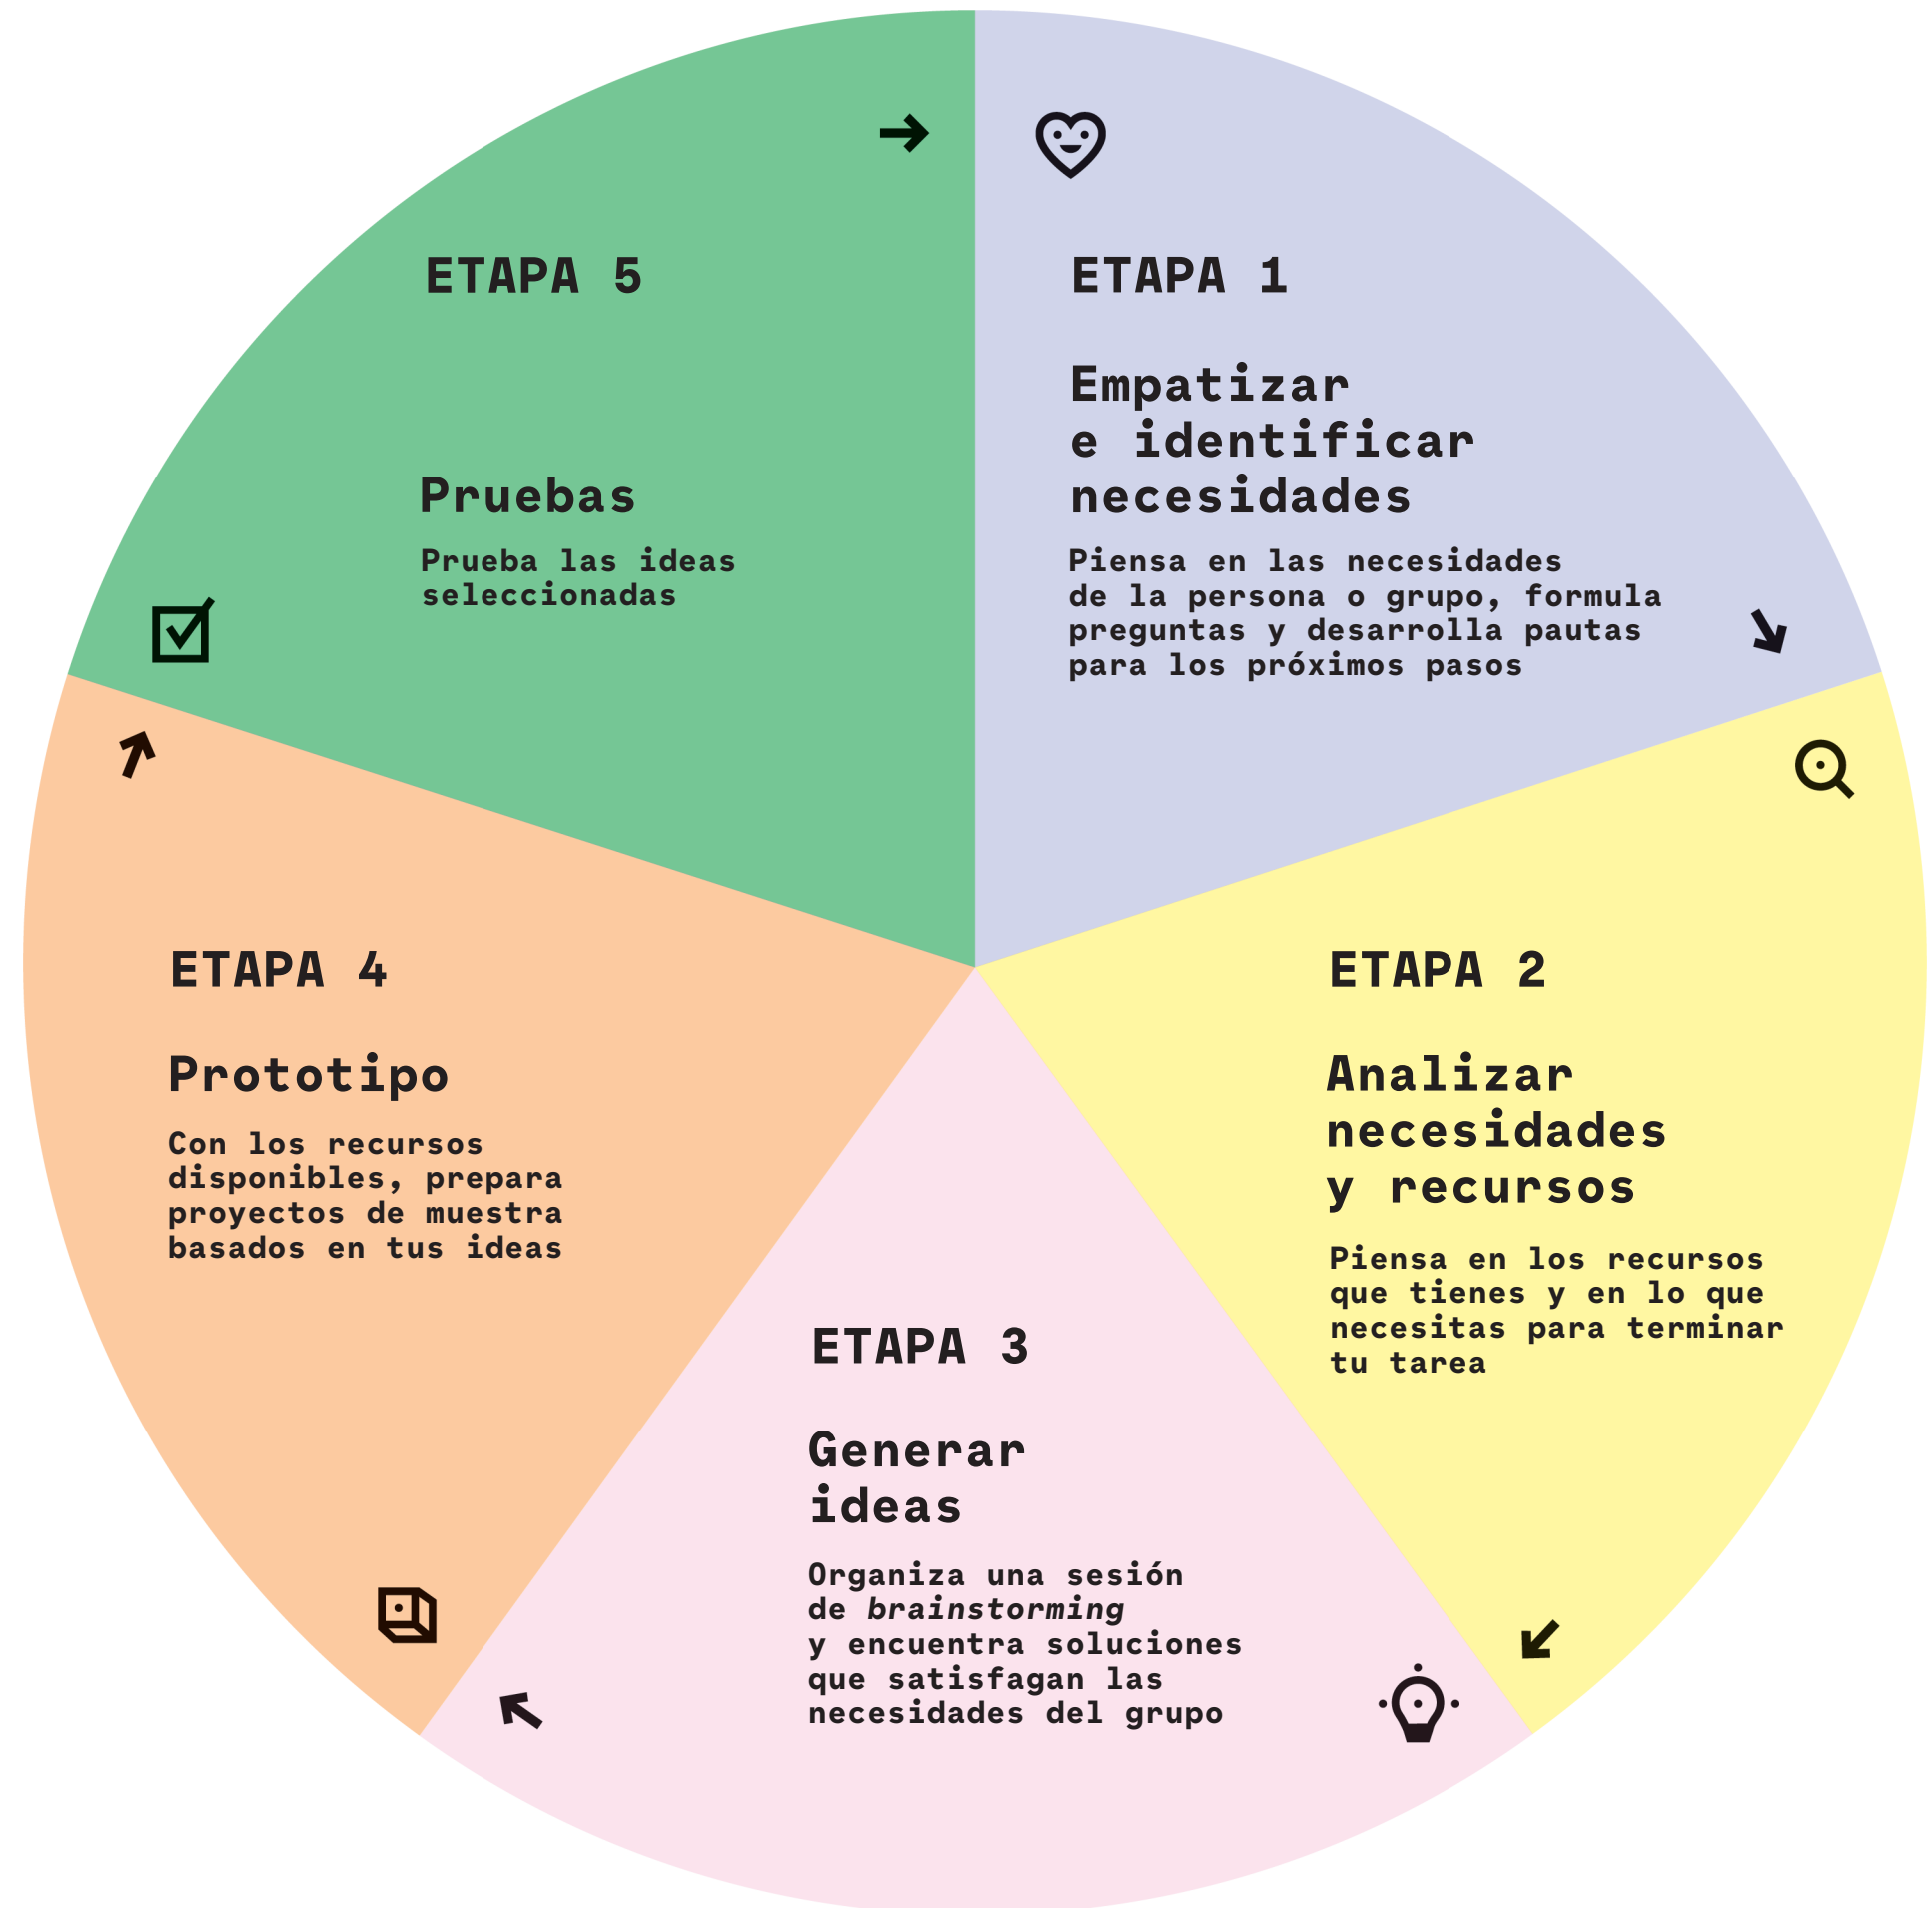 ETAPA 1
Empatizar
e identificar
necesidades
Piensa en las necesidades
de la persona o grupo, formula
preguntas y desarrolla pautas
para los próximos pasos
ETAPA 2
Analizar
necesidades
y recursos
Piensa en los recursos
que tienes y en lo que
necesitas para terminar
tu tarea
ETAPA 3
Generar
ideas
Organiza una sesión
de brainstorming
y encuentra soluciones
que satisfagan las
necesidades del grupo
ETAPA 4
Prototipo
Con los recursos
disponibles, prepara
proyectos de muestra
basados en tus ideas
ETAPA 5
Pruebas
Prueba las ideas
seleccionadas